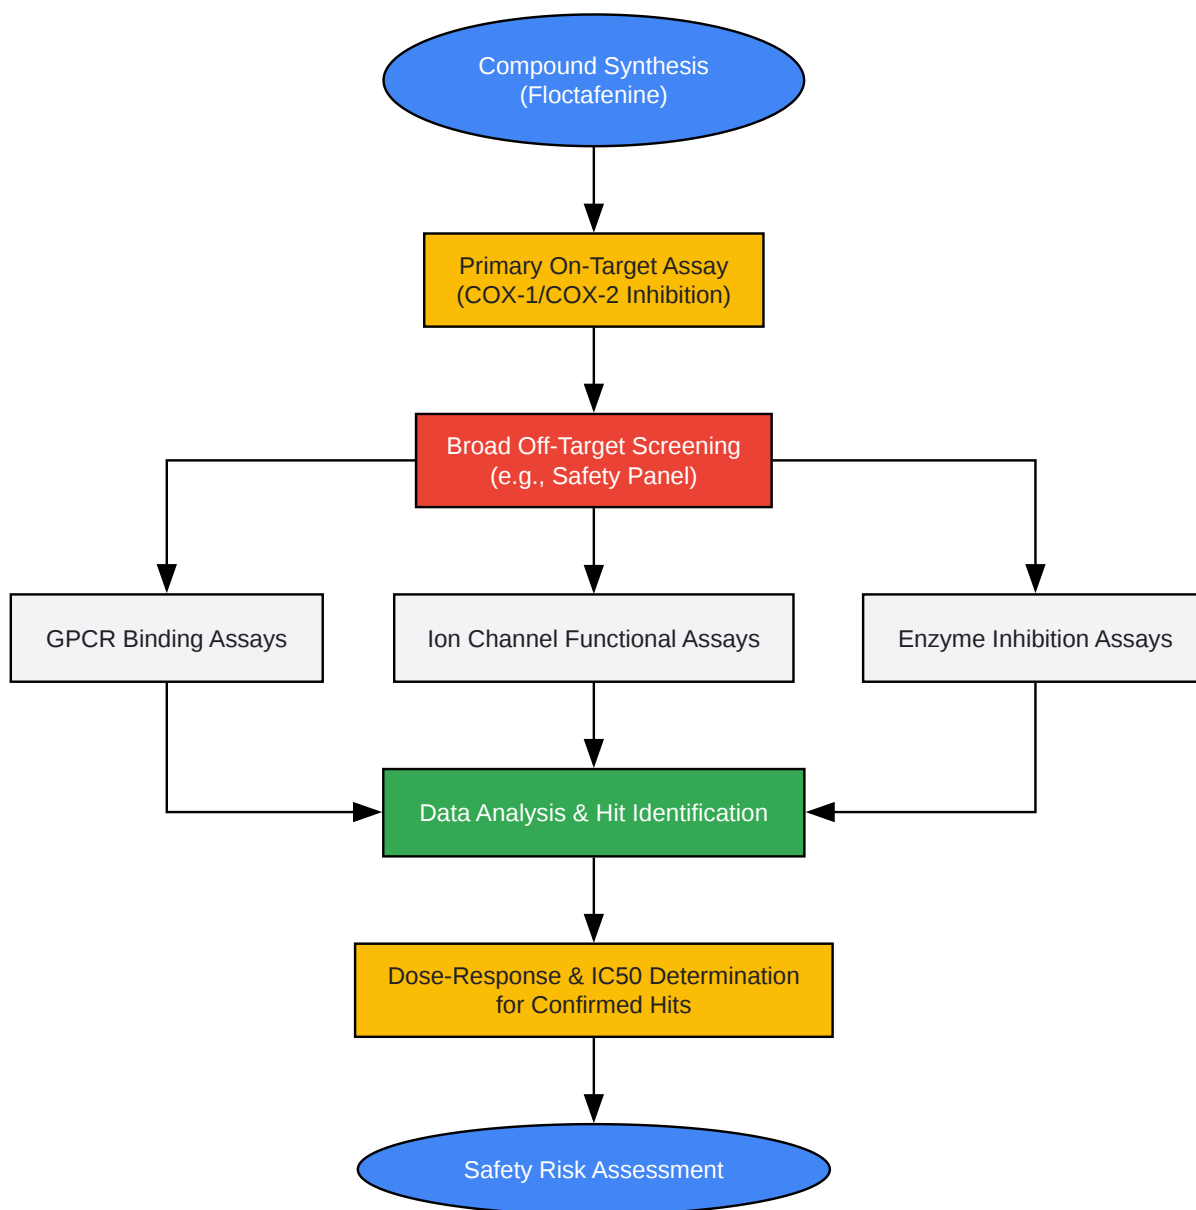 Compound Synthesis
(Floctafenine)
Primary On-Target Assay
(COX-1/COX-2 Inhibition)
Broad Off-Target Screening
(e.g., Safety Panel)
GPCR Binding Assays
Ion Channel Functional Assays
Enzyme Inhibition Assays
Data Analysis & Hit Identification
Dose-Response & IC50 Determination
for Confirmed Hits
Safety Risk Assessment